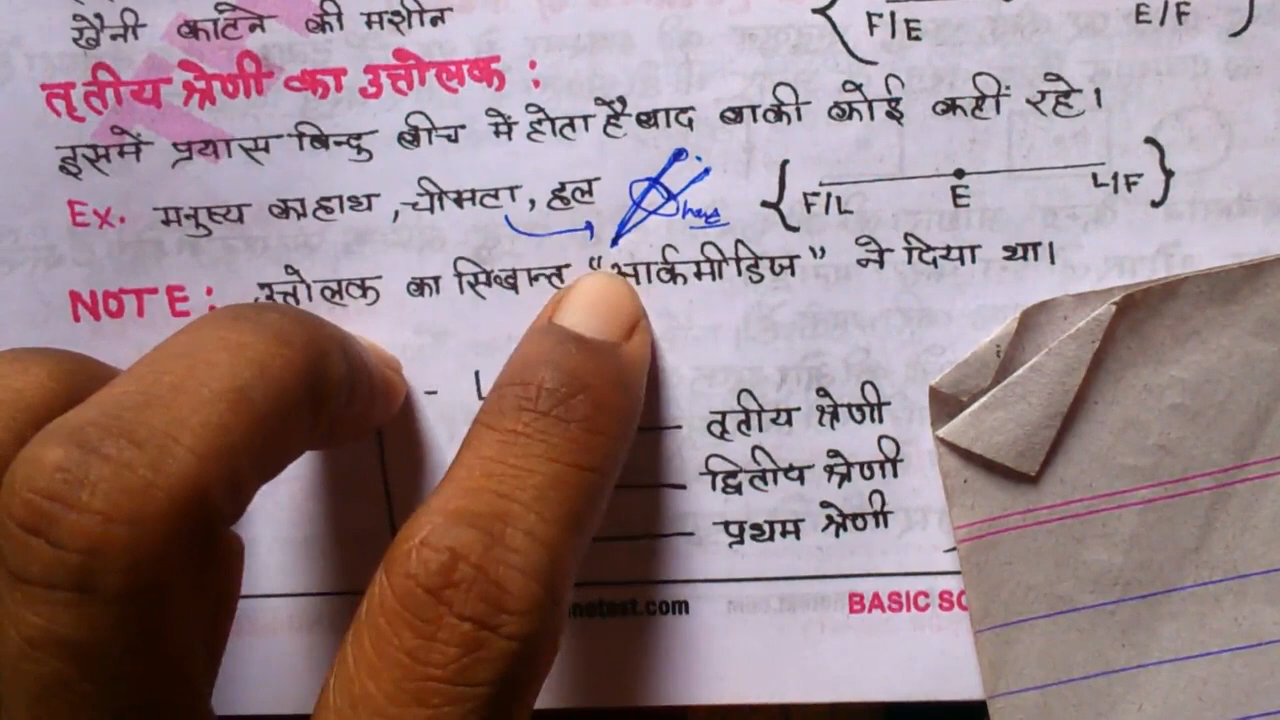 खैनी काटने की मशीन
F/E E/F
तृतीय श्रेणी का उत्तोलक :
इसमें प्रयास बिन्दु बीच में होता है बाद बाकी कोई कहीं रहे।
Ex. मनुष्य का हाथ , चीमटा , हल
F/L E L/F
NOTE: उत्तोलक का सिद्धान्त "आर्कमीडिज" ने दिया था।
- L
तृतीय श्रेणी
द्वितीय श्रेणी
प्रथम श्रेणी
netest.com BASIC SC